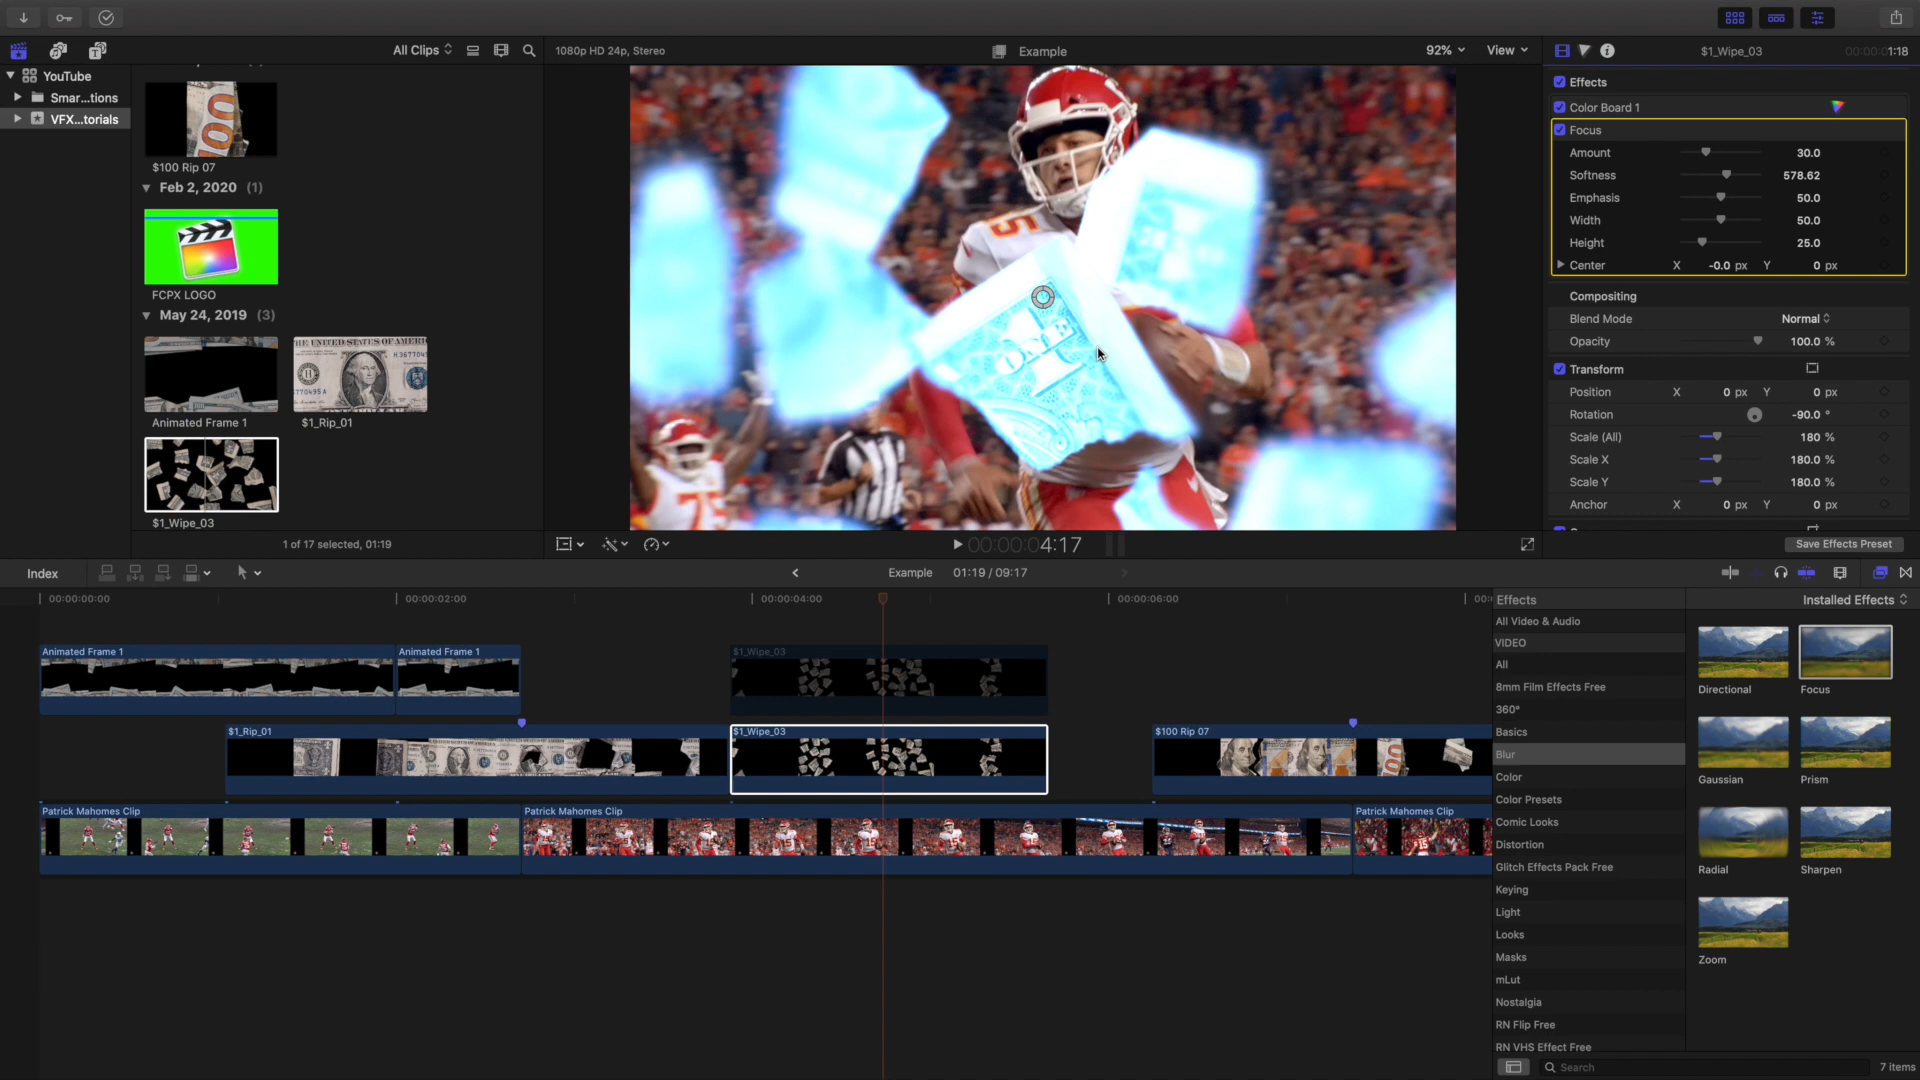 All Clips
1080p HD 24p, Stereo
Example
92%
View
$1_Wipe_03
00:00:01:18
YouTube
Smar...tions
VFX...torials
$100 Rip 07
Feb 2, 2020 (1)
FCPX LOGO
May 24, 2019 (3)
Animated Frame 1
$1_Rip_01
$1_Wipe_03
1 of 17 selected, 01:19
00:00:04:17
Effects
Color Board 1
Focus
Amount 30.0
Softness 578.62
Emphasis 50.0
Width 50.0
Height 25.0
Center X -0.0 px Y 0 px
Compositing
Blend Mode Normal
Opacity 100.0 %
Transform
Position X 0 px Y 0 px
Rotation -90.0 °
Scale (All) 180 %
Scale X 180.0 %
Scale Y 180.0 %
Anchor X 0 px Y 0 px
Save Effects Preset
Index
Example
01:19 / 09:17
00:00:00:00
00:00:02:00
00:00:04:00
00:00:06:00
Animated Frame 1
Animated Frame 1
$1_Wipe_03
$1_Rip_01
$1_Wipe_03
$100 Rip 07
Patrick Mahomes Clip
Patrick Mahomes Clip
Patrick Mahomes Clip
Effects
Installed Effects
All Video & Audio
VIDEO
All
8mm Film Effects Free
360°
Basics
Blur
Color
Color Presets
Comic Looks
Distortion
Glitch Effects Pack Free
Keying
Light
Looks
Masks
mLut
Nostalgia
RN Flip Free
RN VHS Effect Free
Directional
Focus
Gaussian
Prism
Radial
Sharpen
Zoom
Search
7 items